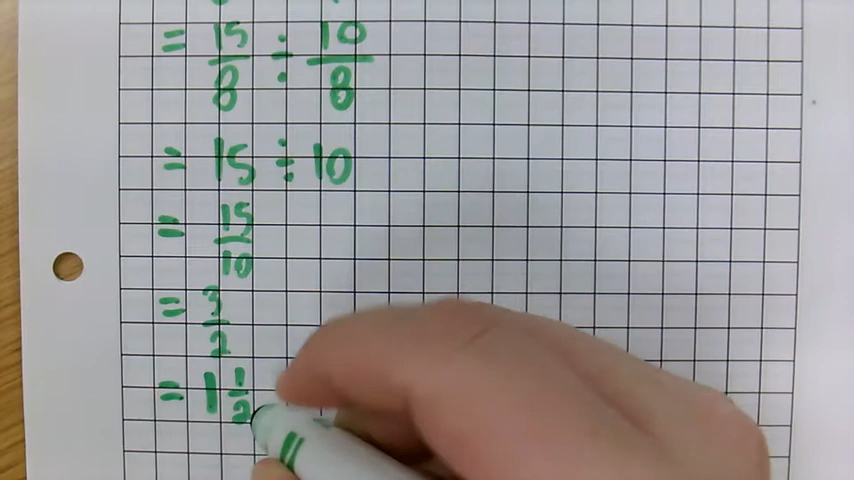 = 15/8 ÷ 10/8
= 15 ÷ 10
= 15/10
= 3/2
= 1 1/2